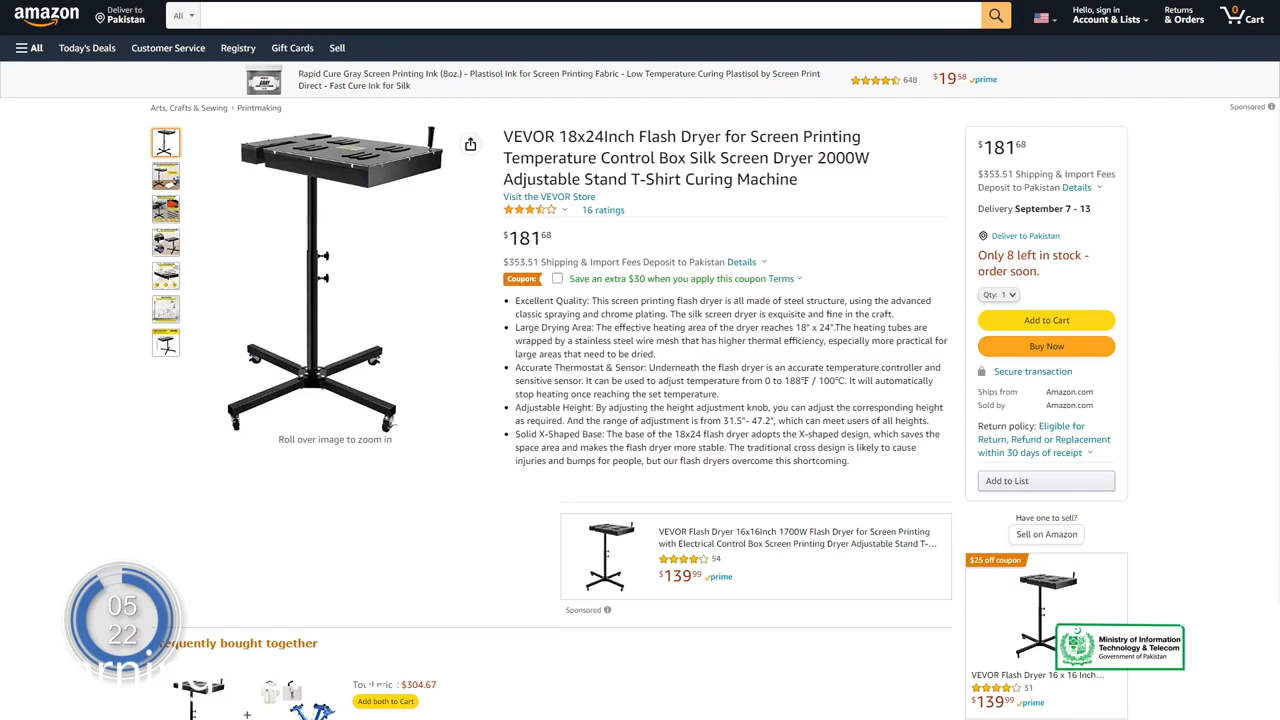 amazon
Deliver to
Pakistan
All
Hello, sign in
Account & Lists
Returns
& Orders
0
Cart
All
Today's Deals
Customer Service
Registry
Gift Cards
Sell
Rapid Cure Gray Screen Printing Ink (8oz.) - Plastisol Ink for Screen Printing Fabric - Low Temperature Curing Plastisol by Screen Print
Direct - Fast Cure Ink for Silk
648
$19.58 prime
Arts, Crafts & Sewing › Printmaking
Sponsored
VEVOR 18x24Inch Flash Dryer for Screen Printing
Temperature Control Box Silk Screen Dryer 2000W
Adjustable Stand T-Shirt Curing Machine
Visit the VEVOR Store
16 ratings
$181.68
$353.51 Shipping & Import Fees Deposit to Pakistan Details
Coupon: Save an extra $30 when you apply this coupon Terms
• Excellent Quality: This screen printing flash dryer is all made of steel structure, using the advanced
classic spraying and chrome plating. The silk screen dryer is exquisite and fine in the craft.
• Large Drying Area: The effective heating area of the dryer reaches 18" x 24".The heating tubes are
wrapped by a stainless steel wire mesh that has higher thermal efficiency, especially more practical for
large areas that need to be dried.
• Accurate Thermostat & Sensor: Underneath the flash dryer is an accurate temperature controller and
sensitive sensor. It can be used to adjust temperature from 0 to 188℉ / 100℃. It will automatically
stop heating once reaching the set temperature.
• Adjustable Height: By adjusting the height adjustment knob, you can adjust the corresponding height
as required. And the range of adjustment is from 31.5"- 47.2", which can meet users of all heights.
• Solid X-Shaped Base: The base of the 18x24 flash dryer adopts the X-shaped design, which saves the
space area and makes the flash dryer more stable. The traditional cross design is likely to cause
injuries and bumps for people, but our flash dryers overcome this shortcoming.
Roll over image to zoom in
$181.68
$353.51 Shipping & Import Fees
Deposit to Pakistan Details
Delivery September 7 - 13
Deliver to Pakistan
Only 8 left in stock -
order soon.
Qty: 1
Add to Cart
Buy Now
Secure transaction
Ships from Amazon.com
Sold by Amazon.com
Return policy: Eligible for
Return, Refund or Replacement
within 30 days of receipt
Add to List
Have one to sell?
Sell on Amazon
VEVOR Flash Dryer 16x16Inch 1700W Flash Dryer for Screen Printing
with Electrical Control Box Screen Printing Dryer Adjustable Stand T-...
54
$139.99 prime
Sponsored
$25 off coupon
VEVOR Flash Dryer 16 x 16 Inch...
31
$139.99 prime
Ministry of Information
Technology & Telecom
Government of Pakistan
05
22
equently bought together
$304.67
Add both to Cart
+